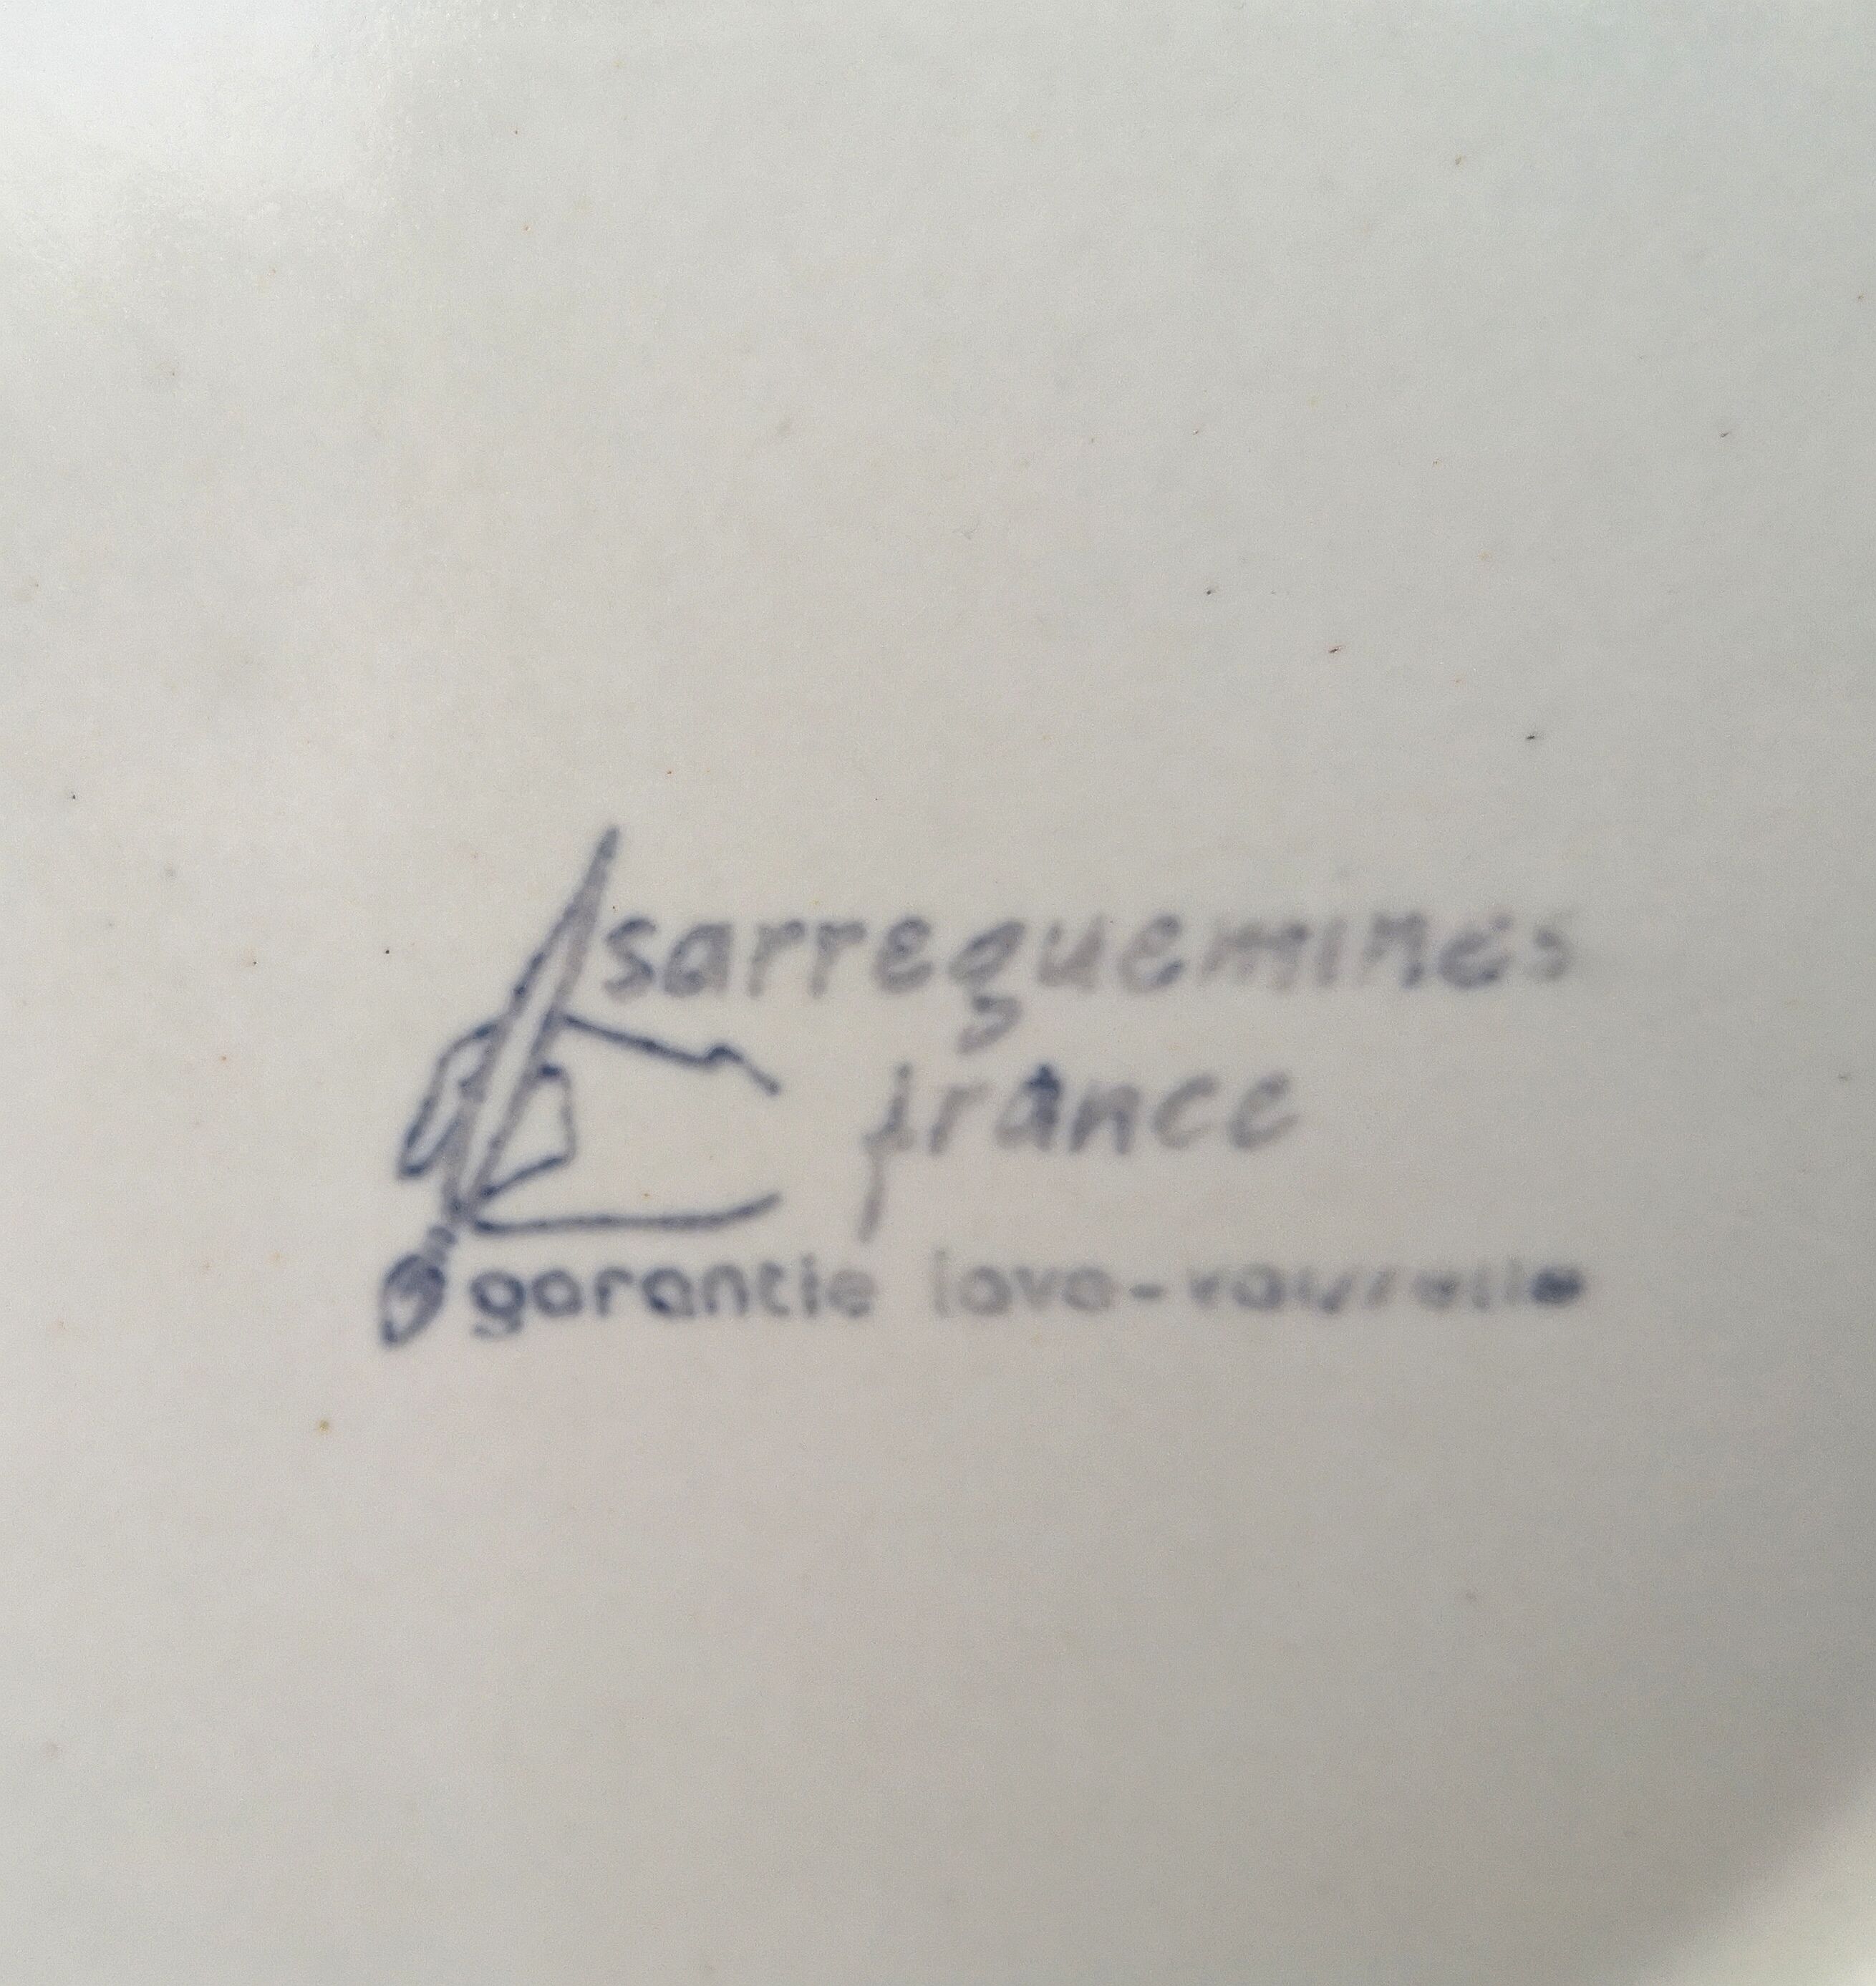 sarreguemines
france
garantie lave-vaisselle